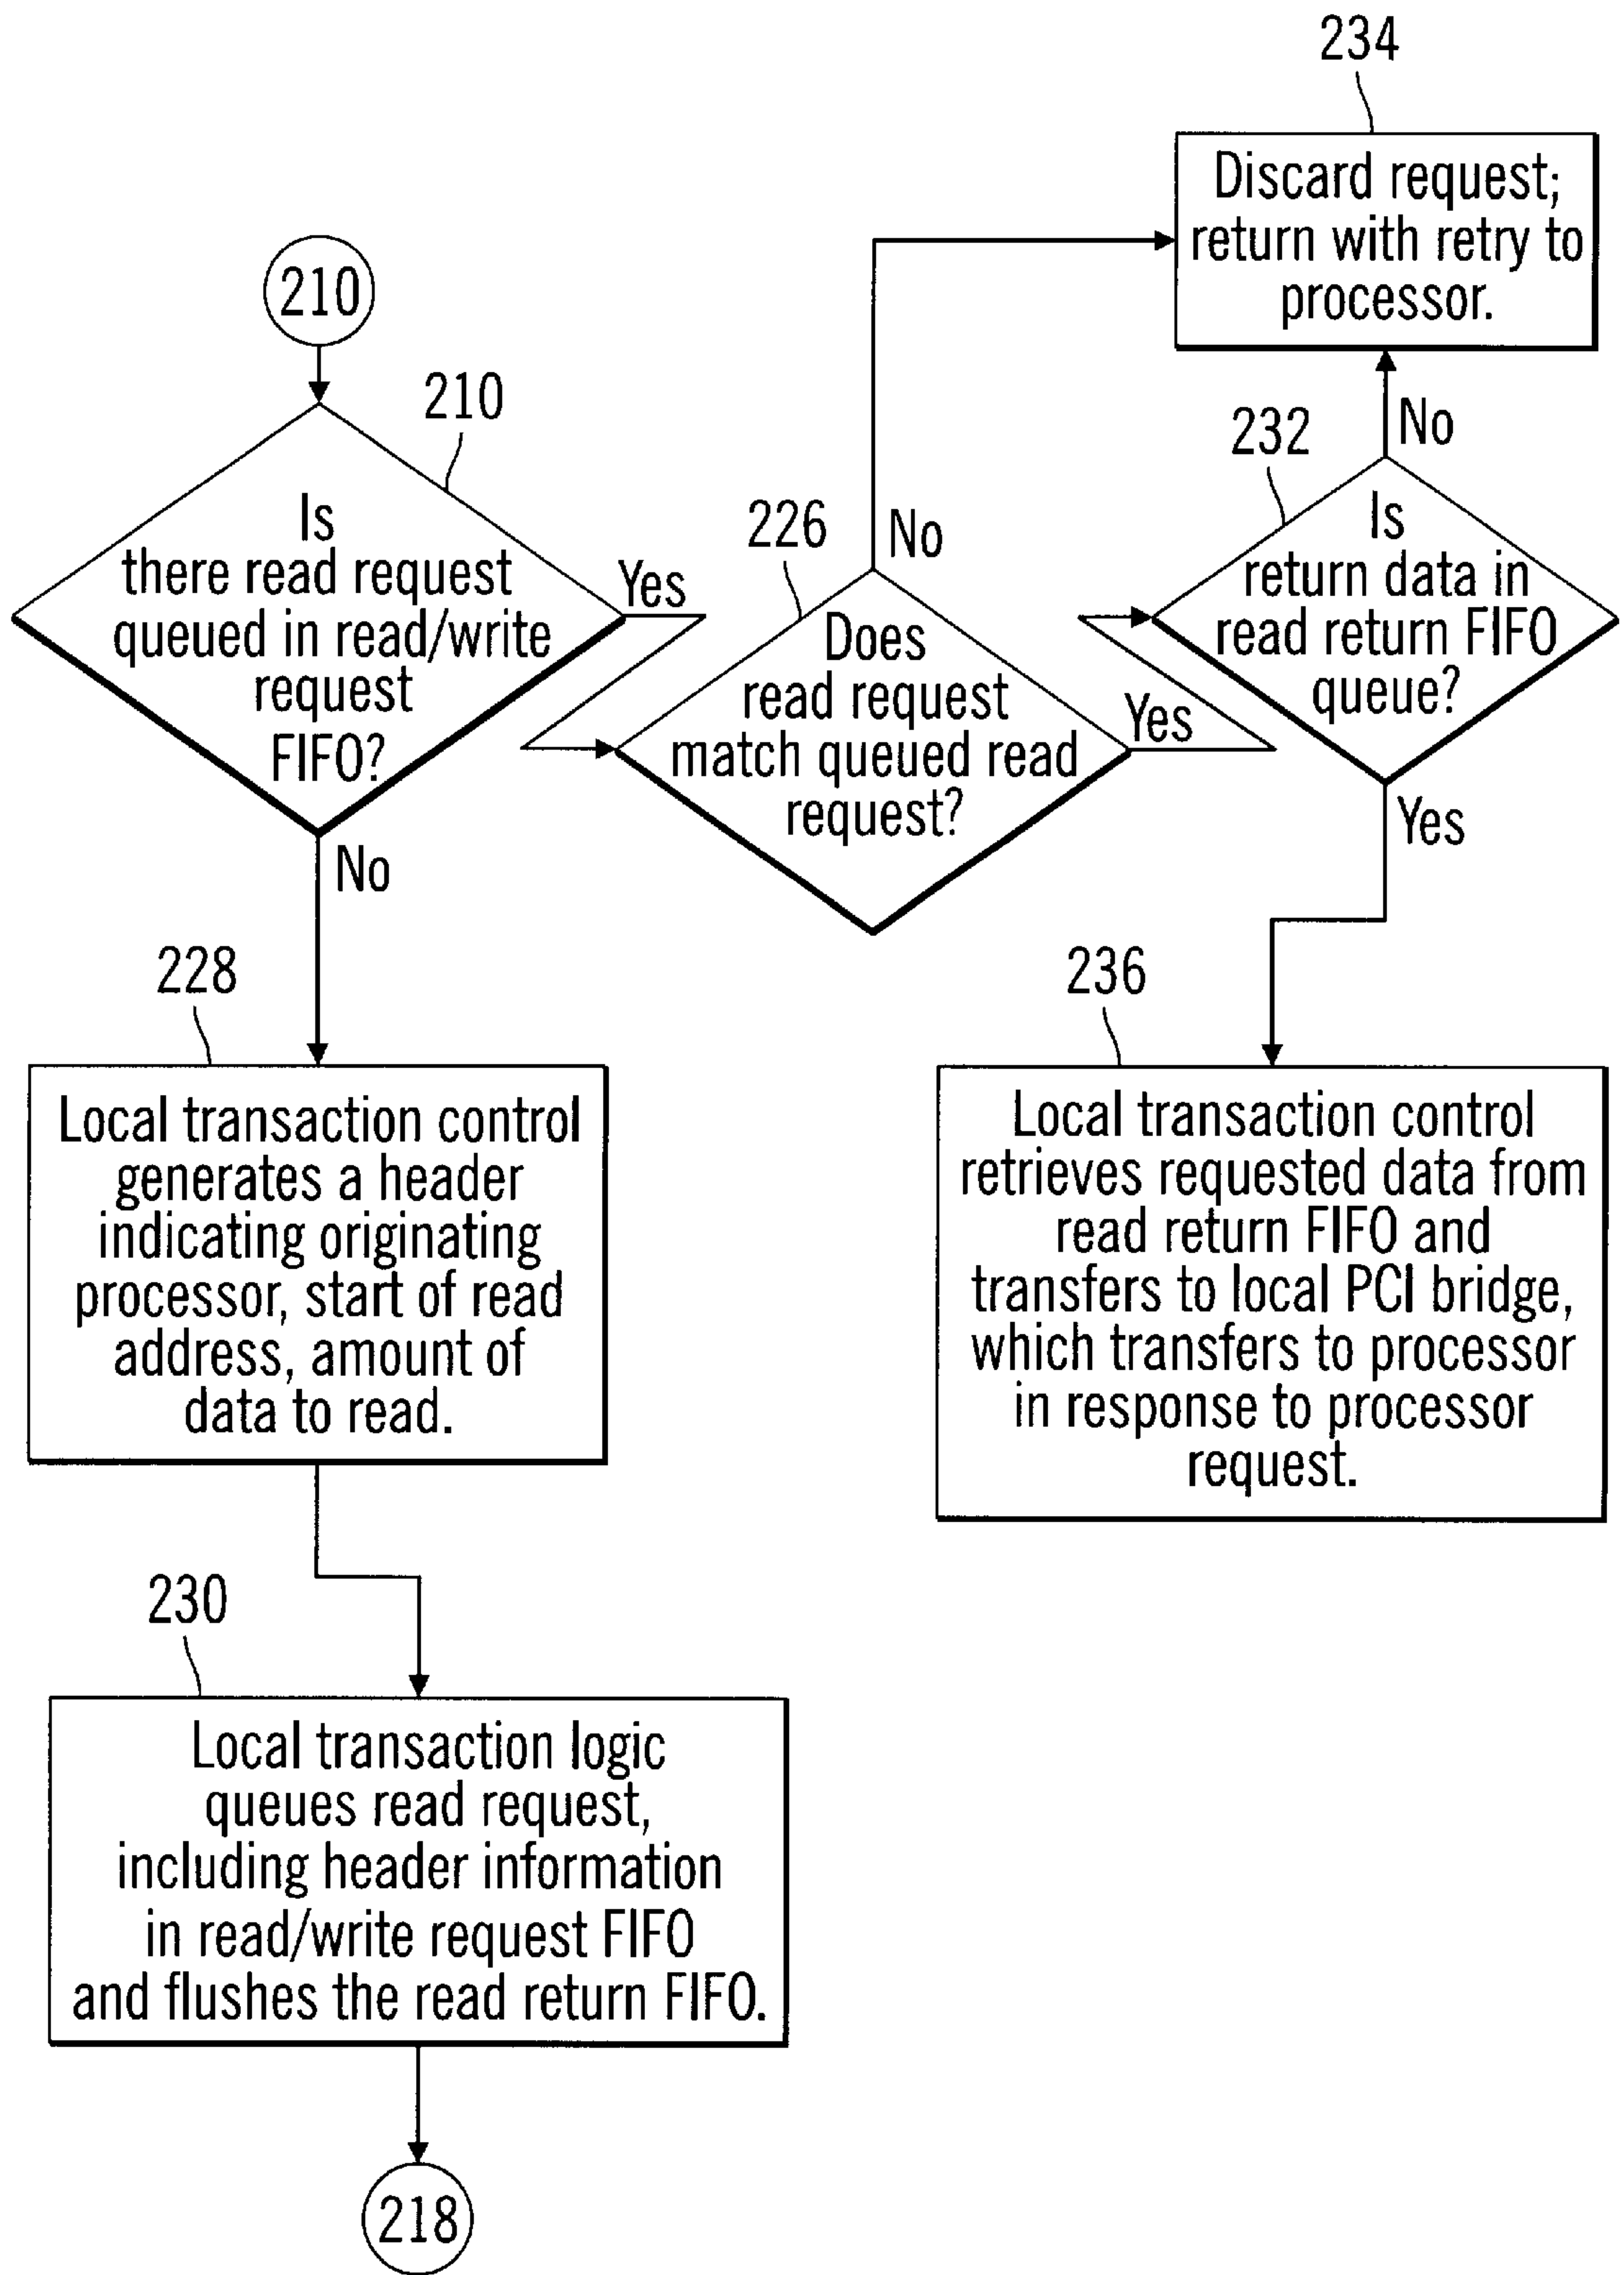 234
Discard request;
return with retry to
processor.
210
210
Is
there read request
queued in read/write
request
FIFO?
Yes
No
226
No
Does
read request
match queued read
request?
Yes
232
No
Is
return data in
read return FIFO
queue?
Yes
228
Local transaction control
generates a header
indicating originating
processor, start of read
address, amount of
data to read.
236
Local transaction control
retrieves requested data from
read return FIFO and
transfers to local PCI bridge,
which transfers to processor
in response to processor
request.
230
Local transaction logic
queues read request,
including header information
in read/write request FIFO
and flushes the read return FIFO.
218